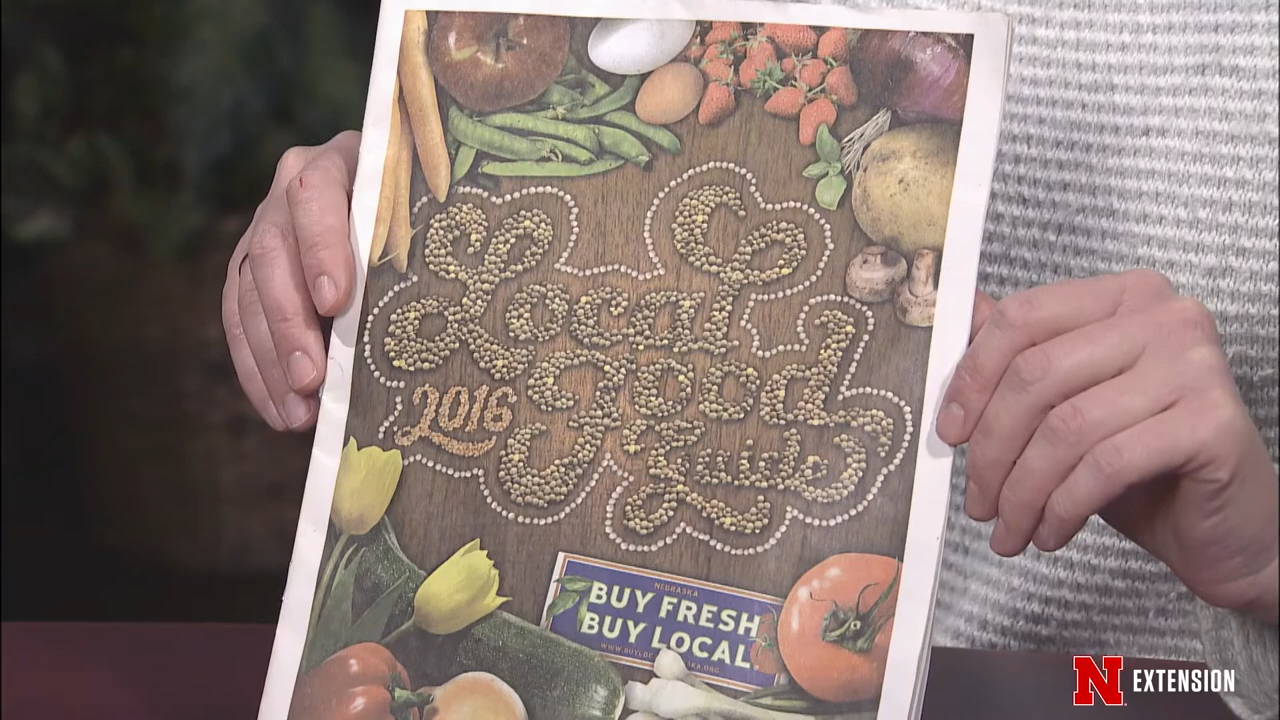 Local
food
2016
guide
NEBRASKA
BUY FRESH
BUY LOCAL
N EXTENSION